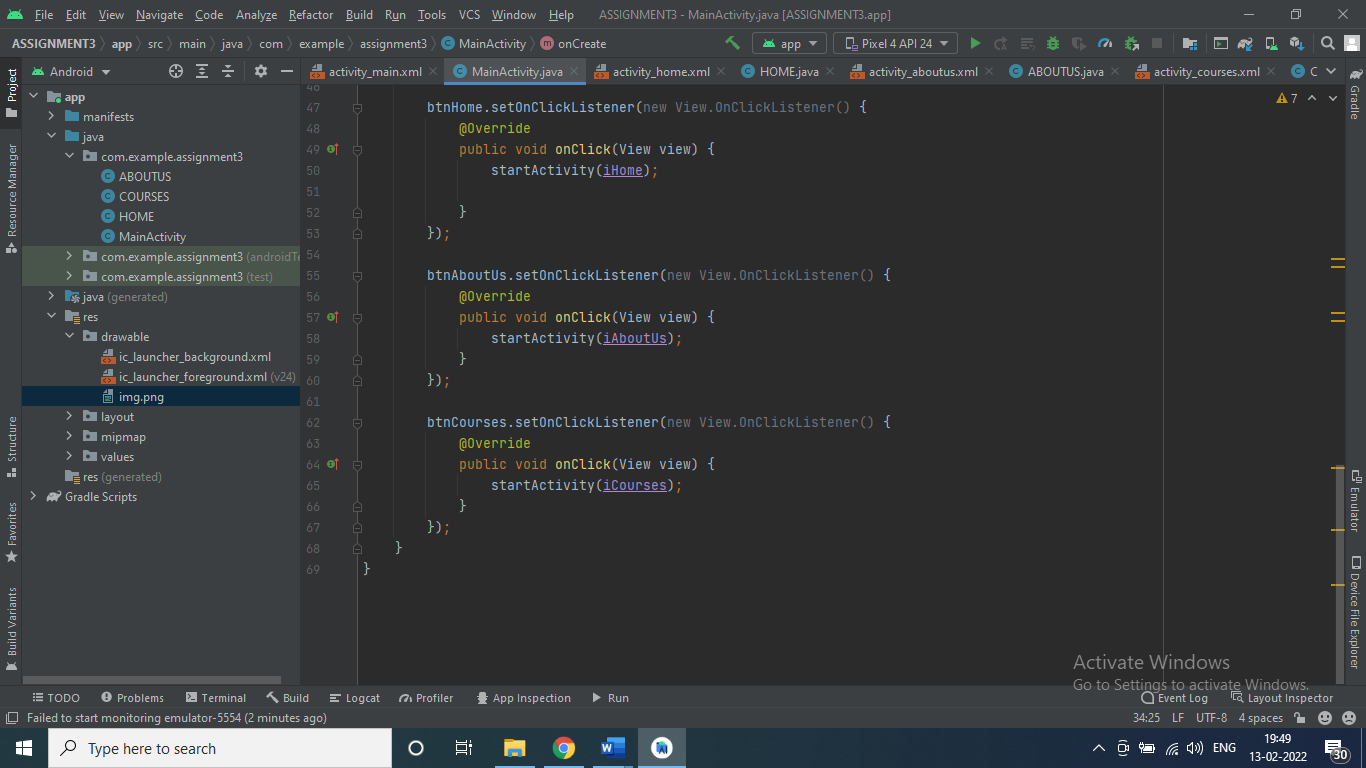 File Edit View Navigate Code Analyze Refactor Build Run Tools VCS Window Help ASSIGNMENT3 - MainActivity.java [ASSIGNMENT3.app]
ASSIGNMENT3 app src main java com example assignment3 MainActivity onCreate app Pixel 4 API 24
Project
Resource Manager
Structure
Favorites
Build Variants
Android
app
manifests
java
com.example.assignment3
ABOUTUS
COURSES
HOME
MainActivity
com.example.assignment3 (androidTe
com.example.assignment3 (test)
java (generated)
res
drawable
ic_launcher_background.xml
ic_launcher_foreground.xml (v24)
img.png
layout
mipmap
values
res (generated)
Gradle Scripts
activity_main.xml MainActivity.java activity_home.xml HOME.java activity_aboutus.xml ABOUTUS.java activity_courses.xml C
7
46
47 btnHome.setOnClickListener(new View.OnClickListener() {
48 @Override
49 public void onClick(View view) {
50 startActivity(iHome);
51
52 }
53 });
54
55 btnAboutUs.setOnClickListener(new View.OnClickListener() {
56 @Override
57 public void onClick(View view) {
58 startActivity(iAboutUs);
59 }
60 });
61
62 btnCourses.setOnClickListener(new View.OnClickListener() {
63 @Override
64 public void onClick(View view) {
65 startActivity(iCourses);
66 }
67 });
68 }
69 }
Gradle
Emulator
Device File Explorer
Activate Windows
Go to Settings to activate Windows.
TODO Problems Terminal Build Logcat Profiler App Inspection Run Event Log Layout Inspector
Failed to start monitoring emulator-5554 (2 minutes ago) 34:25 LF UTF-8 4 spaces
Type here to search
ENG
19:49
13-02-2022
30